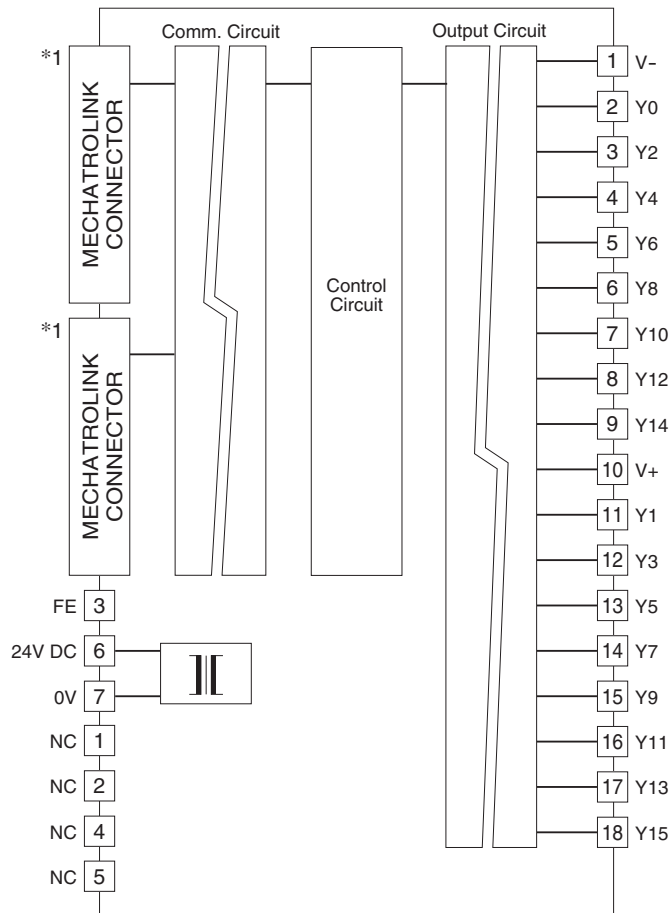 Comm. Circuit
Output Circuit
*1
MECHATROLINK
CONNECTOR
*1
MECHATROLINK
CONNECTOR
Control
Circuit
FE 3
24V DC 6
0V 7
NC 1
NC 2
NC 4
NC 5
1 V−
2 Y0
3 Y2
4 Y4
5 Y6
6 Y8
7 Y10
8 Y12
9 Y14
10 V+
11 Y1
12 Y3
13 Y5
14 Y7
15 Y9
16 Y11
17 Y13
18 Y15